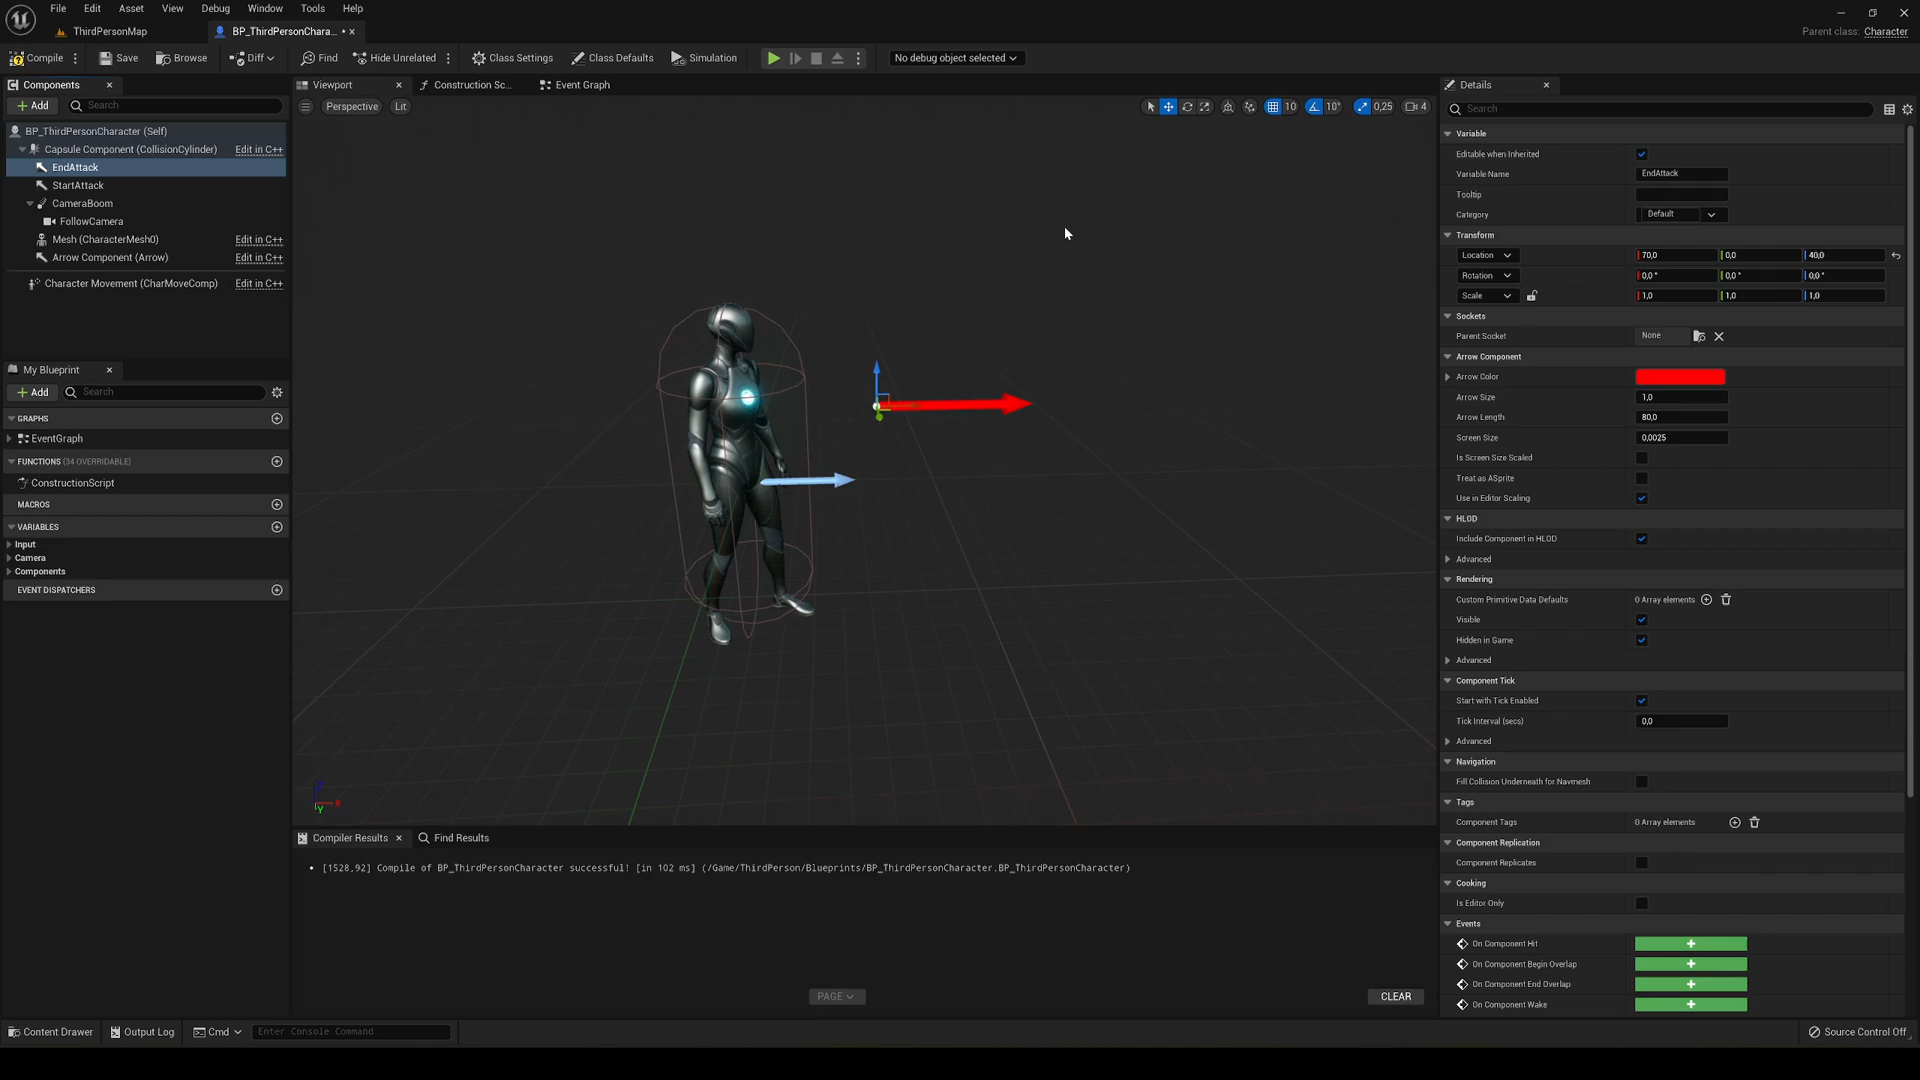 File Edit Asset View Debug Window Tools Help
ThirdPersonMap
BP_ThirdPersonChara... •
Parent class: Character
Compile
Save
Browse
Diff
Find
Hide Unrelated
Class Settings
Class Defaults
Simulation
No debug object selected
Components
Viewport
Construction Sc...
Event Graph
Details
Add
Search
Perspective
Lit
10
10°
0,25
4
Search
BP_ThirdPersonCharacter (Self)
Capsule Component (CollisionCylinder) Edit in C++
EndAttack
StartAttack
CameraBoom
FollowCamera
Mesh (CharacterMesh0) Edit in C++
Arrow Component (Arrow) Edit in C++
Character Movement (CharMoveComp) Edit in C++
My Blueprint
Add
Search
GRAPHS
EventGraph
FUNCTIONS (34 OVERRIDABLE)
ConstructionScript
MACROS
VARIABLES
Input
Camera
Components
EVENT DISPATCHERS
Z
X
Y
Variable
Editable when Inherited
Variable Name EndAttack
Tooltip
Category Default
Transform
Location 70,0 0,0 40,0
Rotation 0,0 ° 0,0 ° 0,0 °
Scale 1,0 1,0 1,0
Sockets
Parent Socket None
Arrow Component
Arrow Color
Arrow Size 1,0
Arrow Length 80,0
Screen Size 0,0025
Is Screen Size Scaled
Treat as ASprite
Use in Editor Scaling
HLOD
Include Component in HLOD
Advanced
Rendering
Custom Primitive Data Defaults 0 Array elements
Visible
Hidden in Game
Advanced
Component Tick
Start with Tick Enabled
Tick Interval (secs) 0,0
Advanced
Navigation
Fill Collision Underneath for Navmesh
Tags
Component Tags 0 Array elements
Component Replication
Component Replicates
Cooking
Is Editor Only
Events
On Component Hit
On Component Begin Overlap
On Component End Overlap
On Component Wake
Compiler Results
Find Results
• [1528,92] Compile of BP_ThirdPersonCharacter successful! [in 102 ms] (/Game/ThirdPerson/Blueprints/BP_ThirdPersonCharacter.BP_ThirdPersonCharacter)
PAGE
CLEAR
Content Drawer
Output Log
Cmd
Enter Console Command
Source Control Off